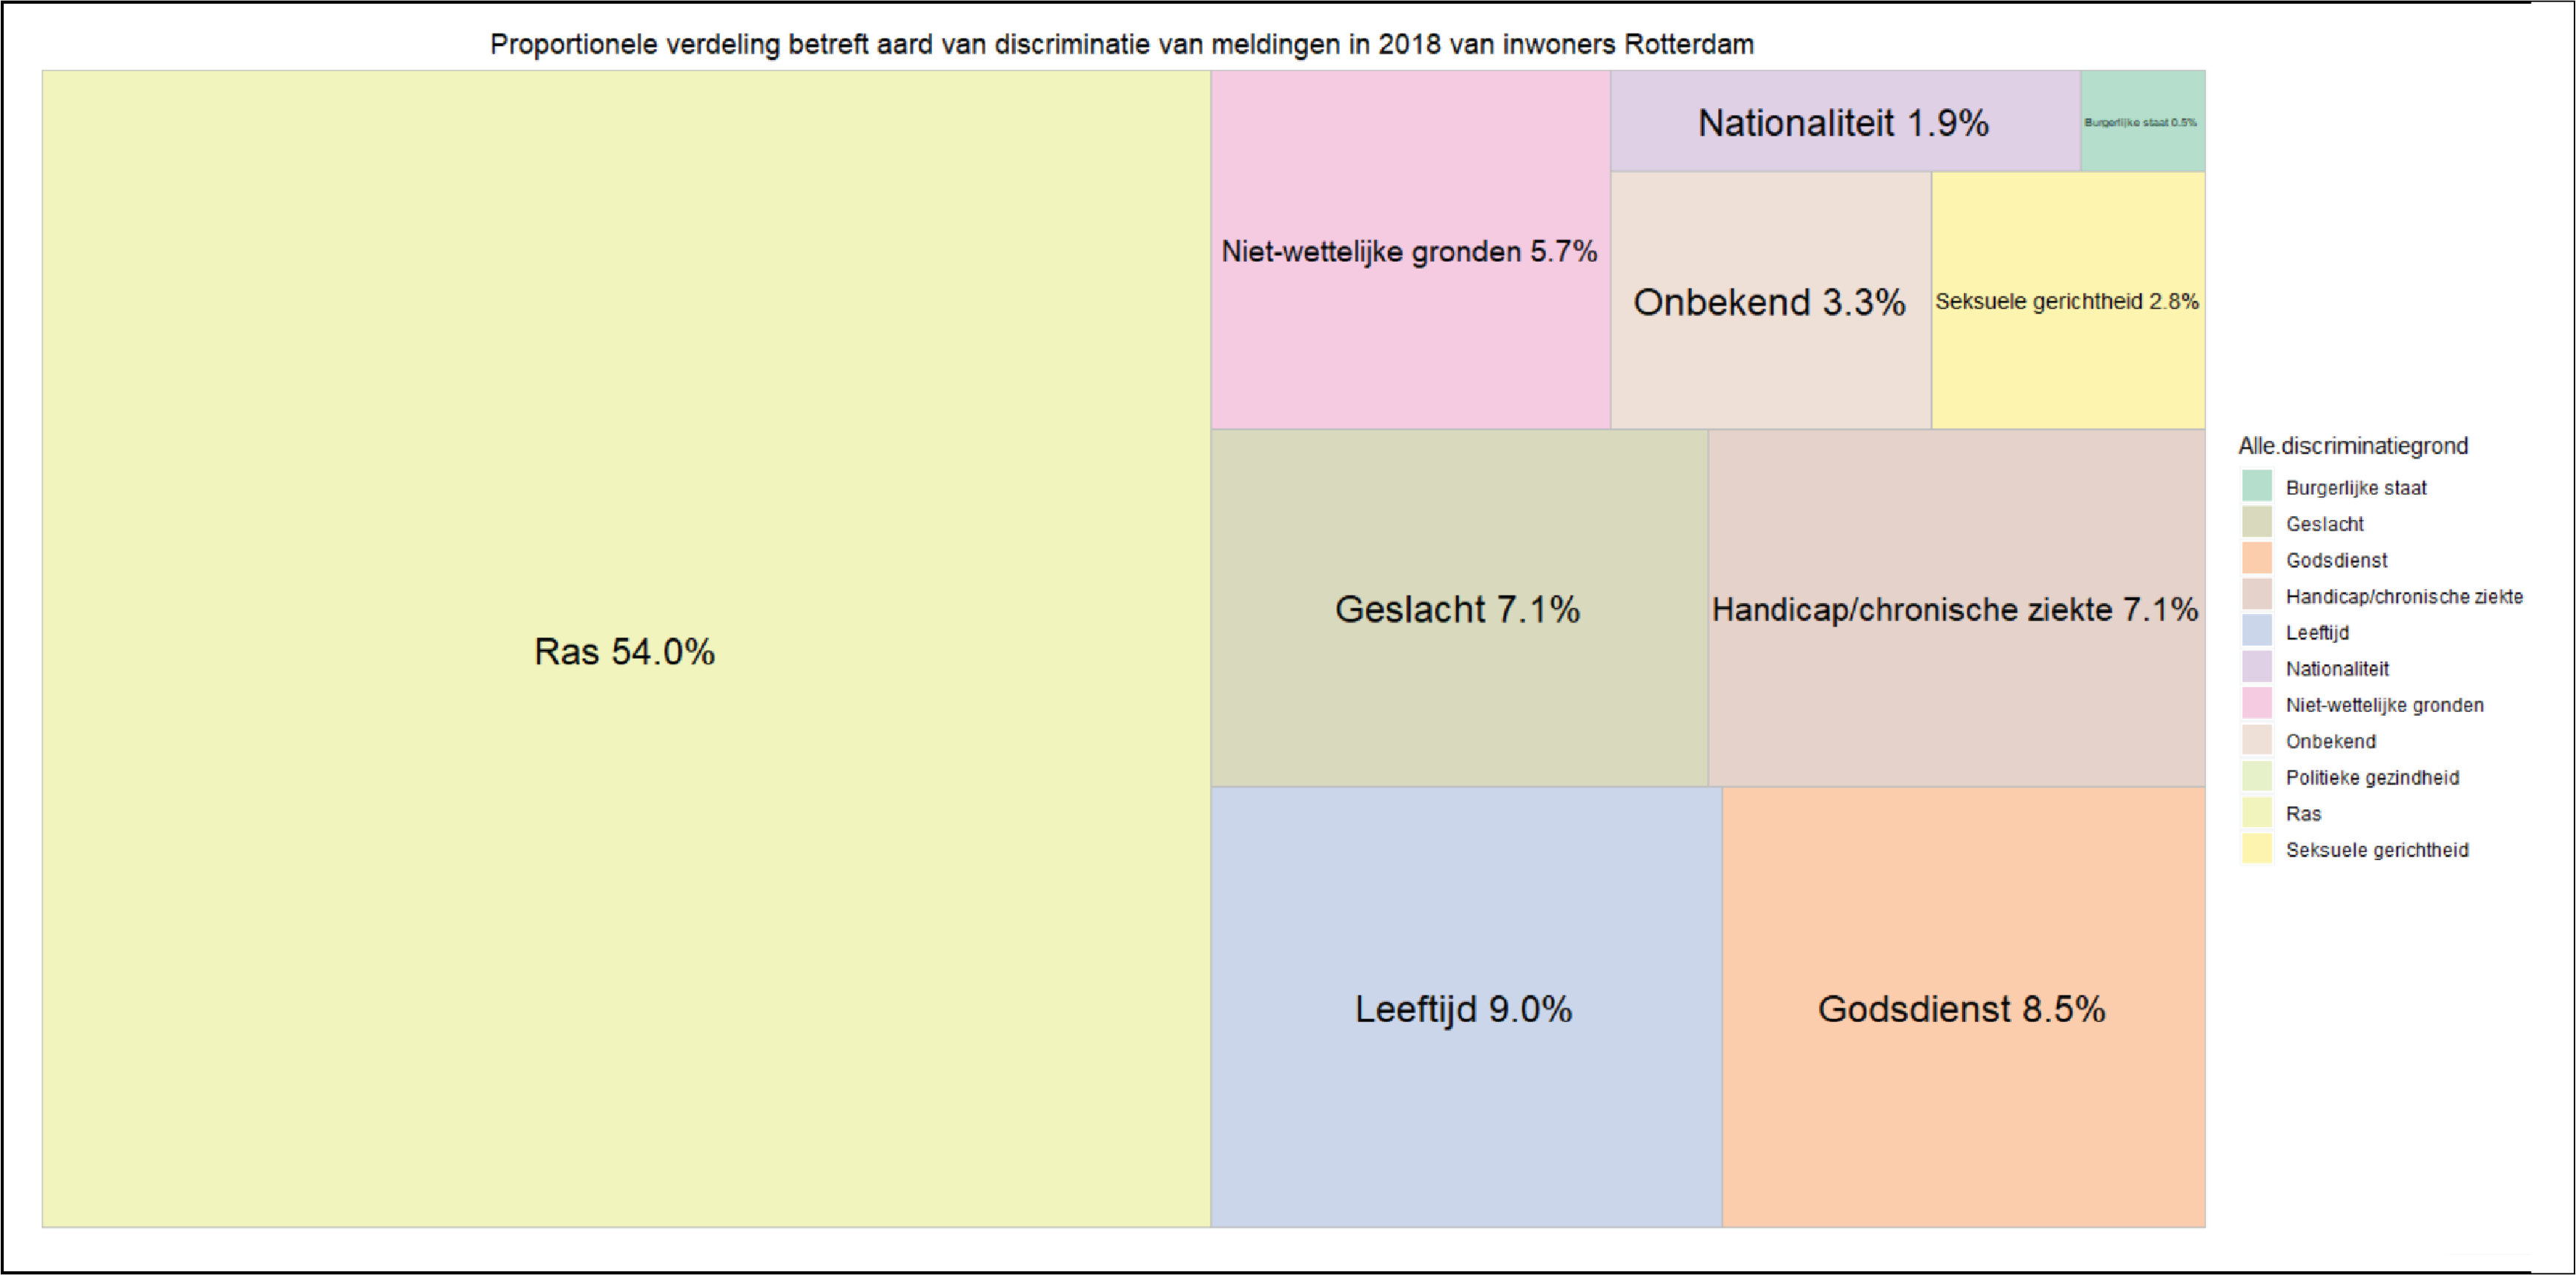 Proportionele verdeling betreft aard van discriminatie van meldingen in 2018 van inwoners Rotterdam
Ras 54.0%
Niet-wettelijke gronden 5.7%
Nationaliteit 1.9%
Burgerlijke staat 0.5%
Onbekend 3.3%
Seksuele gerichtheid 2.8%
Geslacht 7.1%
Handicap/chronische ziekte 7.1%
Leeftijd 9.0%
Godsdienst 8.5%
Alle.discriminatiegrond
Burgerlijke staat
Geslacht
Godsdienst
Handicap/chronische ziekte
Leeftijd
Nationaliteit
Niet-wettelijke gronden
Onbekend
Politieke gezindheid
Ras
Seksuele gerichtheid